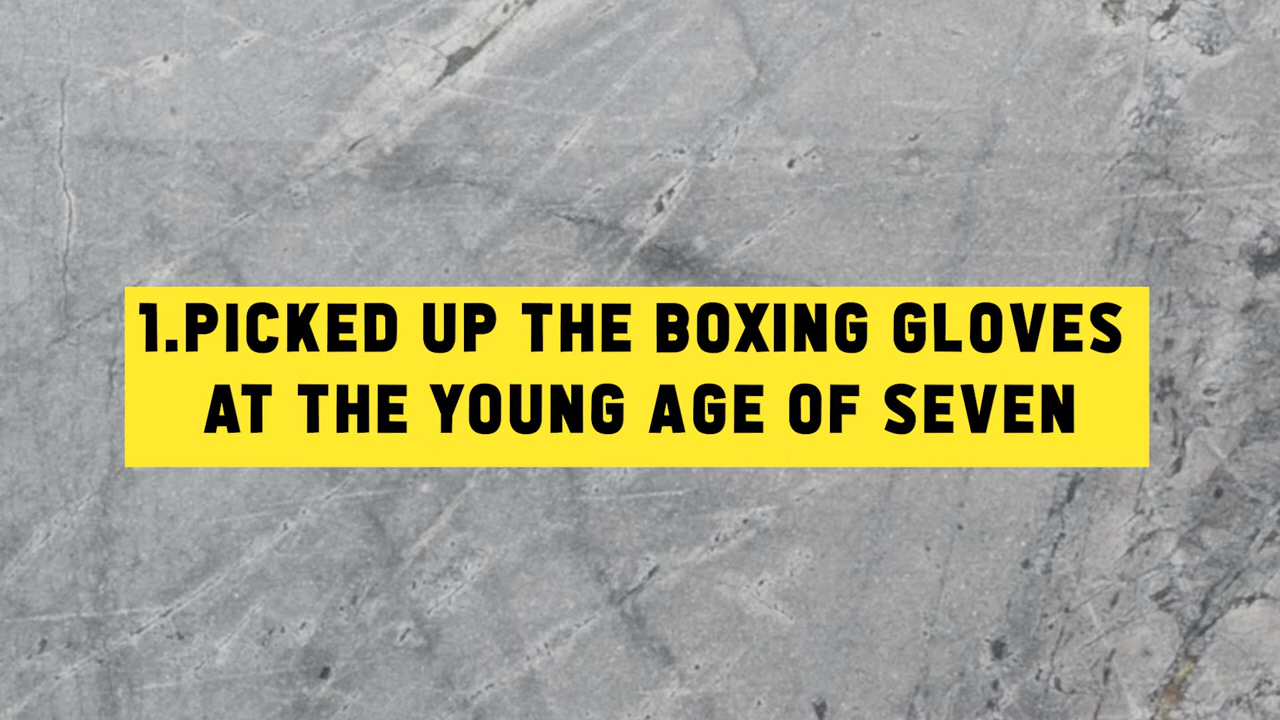 1.PICKED UP THE BOXING GLOVES
AT THE YOUNG AGE OF SEVEN